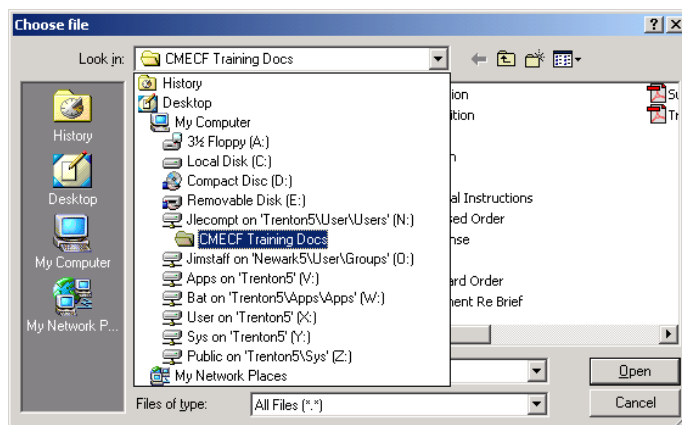 Choose file
Look in: CMECF Training Docs
History
Desktop
My Computer
My Network P...
History
Desktop
My Computer
3½ Floppy (A:)
Local Disk (C:)
Compact Disc (D:)
Removable Disk (E:)
Jlecompt on 'Trenton5\User\Users' (N:)
CMECF Training Docs
Jimstaff on 'Newark5\User\Groups' (O:)
Apps on 'Trenton5' (V:)
Bat on 'Trenton5\Apps\Apps' (W:)
User on 'Trenton5' (X:)
Sys on 'Trenton5' (Y:)
Public on 'Trenton5\Sys' (Z:)
My Network Places
ion
ition
n
al Instructions
sed Order
nse
ard Order
ent Re Brief
Su
Tr
Open
Files of type: All Files (*.*)
Cancel